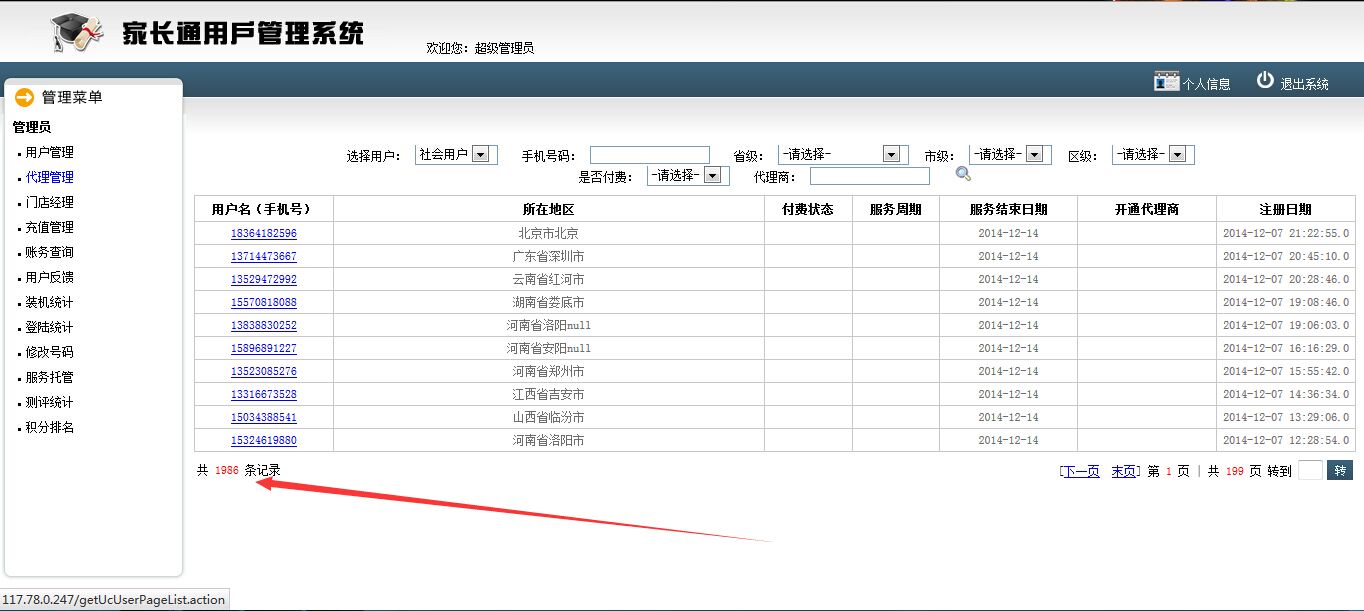 家长通用户管理系统
欢迎您：超级管理员
个人信息 退出系统
管理菜单
管理员
用户管理
代理管理
门店经理
充值管理
账务查询
用户反馈
装机统计
登陆统计
修改号码
服务托管
测评统计
积分排名
选择用户： 社会用户 手机号码： 省级： -请选择- 市级： -请选择- 区级： -请选择-
是否付费： -请选择- 代理商：
用户名（手机号） 所在地区 付费状态 服务周期 服务结束日期 开通代理商 注册日期
18364182596 北京市北京 2014-12-14 2014-12-07 21:22:55.0
13714473667 广东省深圳市 2014-12-14 2014-12-07 20:45:10.0
13529472992 云南省红河市 2014-12-14 2014-12-07 20:28:46.0
15570818088 湖南省娄底市 2014-12-14 2014-12-07 19:08:46.0
13838830252 河南省洛阳null 2014-12-14 2014-12-07 19:06:03.0
15896891227 河南省安阳null 2014-12-14 2014-12-07 16:16:29.0
13523085276 河南省郑州市 2014-12-14 2014-12-07 15:55:42.0
13316673528 江西省吉安市 2014-12-14 2014-12-07 14:36:34.0
15034388541 山西省临汾市 2014-12-14 2014-12-07 13:29:06.0
15324619880 河南省洛阳市 2014-12-14 2014-12-07 12:28:54.0
共 1986 条记录 [下一页 末页] 第 1 页 | 共 199 页 转到 转
117.78.0.247/getUcUserPageList.action